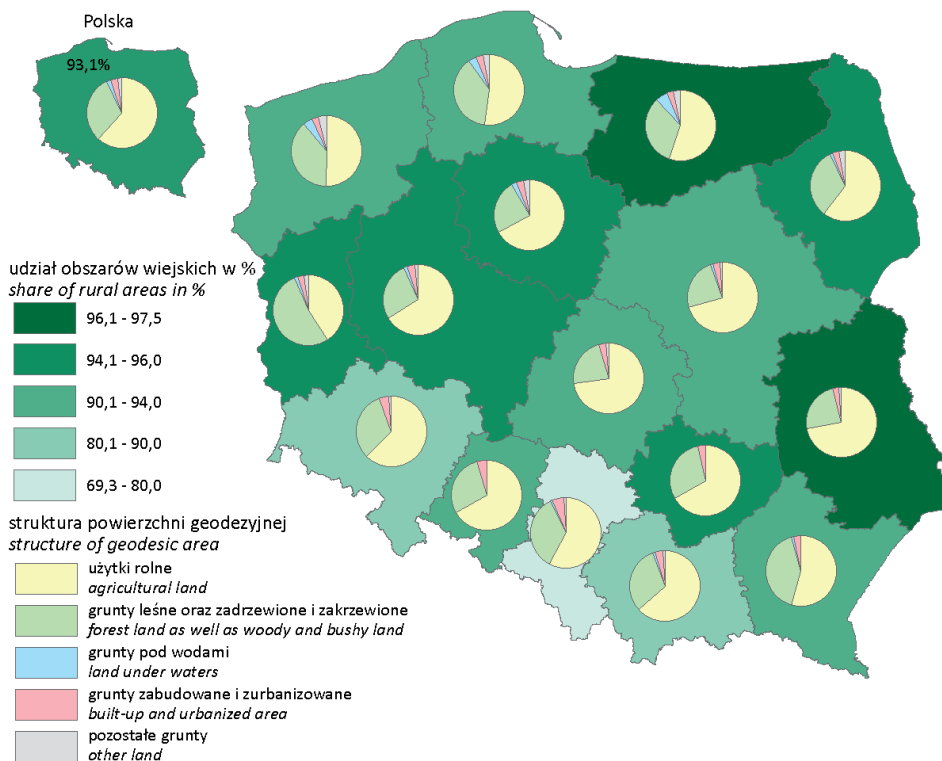 Polska
93,1%
udział obszarów wiejskich w %
share of rural areas in %
96,1 - 97,5
94,1 - 96,0
90,1 - 94,0
80,1 - 90,0
69,3 - 80,0
struktura powierzchni geodezyjnej
structure of geodesic area
użytki rolne
agricultural land
grunty leśne oraz zadrzewione i zakrzewione
forest land as well as woody and bushy land
grunty pod wodami
land under waters
grunty zabudowane i zurbanizowane
built-up and urbanized area
pozostałe grunty
other land